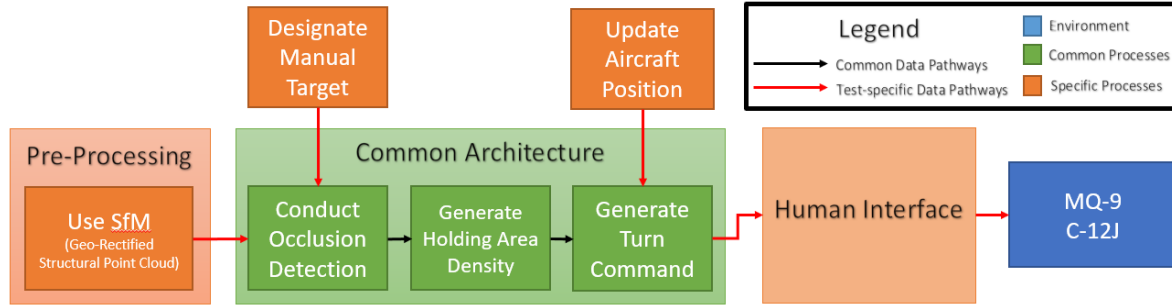 Designate
Manual
Target
Update
Aircraft
Position
Legend
Common Data Pathways
Test-specific Data Pathways
Environment
Common Processes
Specific Processes
Pre-Processing
Use SfM
(Geo-Rectified
Structural Point Cloud)
Common Architecture
Conduct
Occlusion
Detection
Generate
Holding Area
Density
Generate
Turn
Command
Human Interface
MQ-9
C-12J